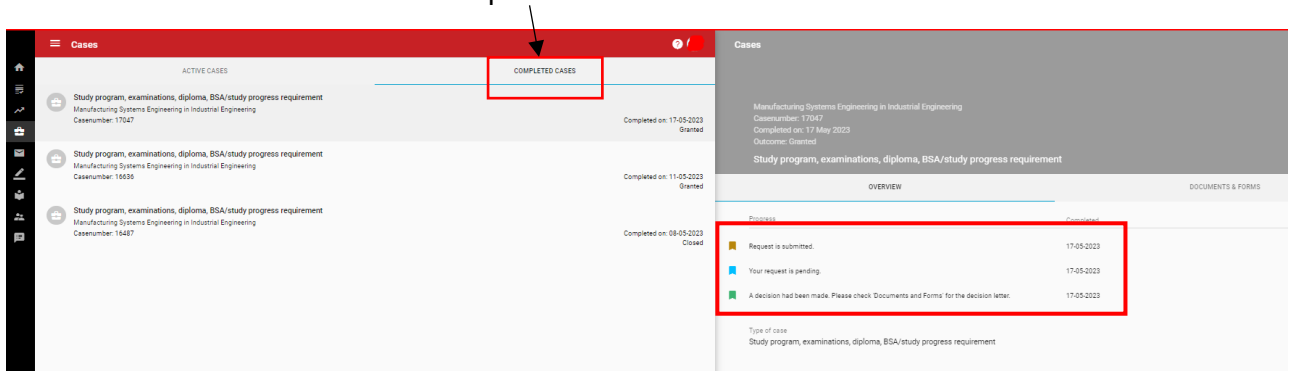 Cases
ACTIVE CASES
COMPLETED CASES
Study program, examinations, diploma, BSA/study progress requirement
Manufacturing Systems Engineering in Industrial Engineering
Casenumber: 17047
Completed on: 17-05-2023
Granted
Study program, examinations, diploma, BSA/study progress requirement
Manufacturing Systems Engineering in Industrial Engineering
Casenumber: 16636
Completed on: 11-05-2023
Granted
Study program, examinations, diploma, BSA/study progress requirement
Manufacturing Systems Engineering in Industrial Engineering
Casenumber: 16487
Completed on: 08-05-2023
Closed
Cases
Manufacturing Systems Engineering in Industrial Engineering
Casenumber: 17047
Completed on: 17 May 2023
Outcome: Granted
Study program, examinations, diploma, BSA/study progress requirement
OVERVIEW
DOCUMENTS & FORMS
Progress Completed
Request is submitted. 17-05-2023
Your request is pending. 17-05-2023
A decision had been made. Please check 'Documents and Forms' for the decision letter. 17-05-2023
Type of case
Study program, examinations, diploma, BSA/study progress requirement